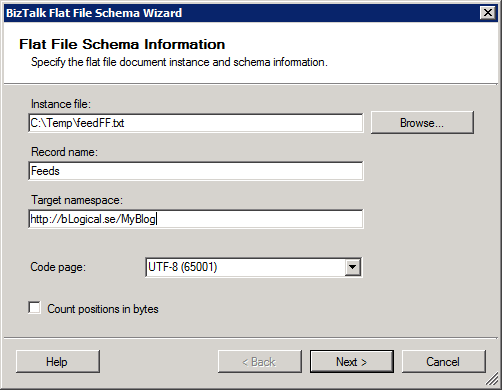 BizTalk Flat File Schema Wizard
Flat File Schema Information
Specify the flat file document instance and schema information.
Instance file:
C:\Temp\feedFF.txt
Browse...
Record name:
Feeds
Target namespace:
http://bLogical.se/MyBlog
Code page:
UTF-8 (65001)
Count positions in bytes
Help
< Back
Next >
Cancel